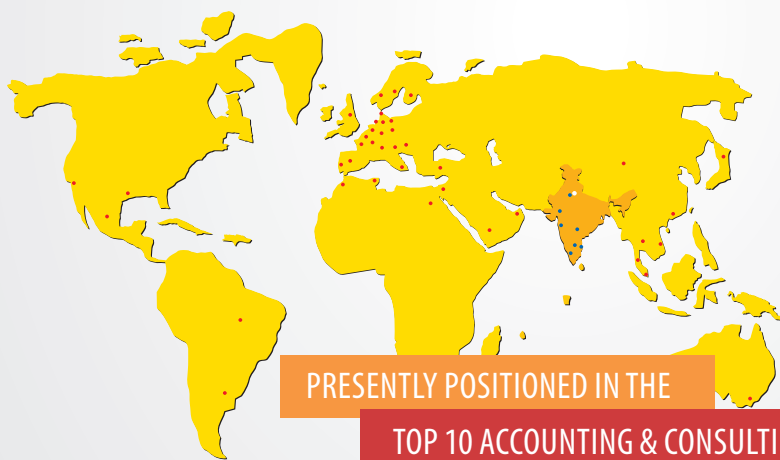 PRESENTLY POSITIONED IN THE
TOP 10 ACCOUNTING & CONSULTI